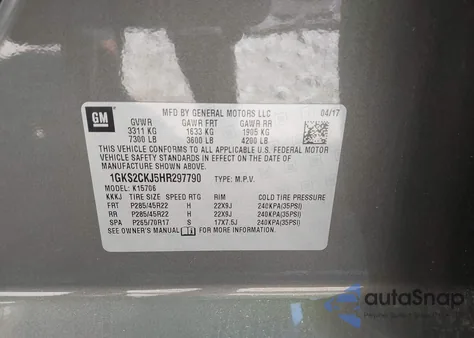 MFD BY GENERAL MOTORS LLC 04/17
GM GVWR GAWR FRT GAWR RR
3311 KG 1633 KG 1905 KG
7300 LB 3600 LB 4200 LB
THIS VEHICLE CONFORMS TO ALL APPLICABLE U.S.
FEDERAL MOTOR VEHICLE SAFETY AND THEFT
PREVENTION STANDARDS IN EFFECT ON THE DATE OF
MANUFACTURE SHOWN ABOVE.
1GKS2CKJ5HR297790 TYPE: M.P.V.
MODEL: K15706
KKKJ TIRE SIZE SPEED RTG RIM COLD TIRE PRESSURE
FRT P285/45R22 H 22X9J 240KPA(35PSI)
RR P285/45R22 H 22X9J 240KPA(35PSI)
SPA P265/70R17 S 17X7.5J 240KPA(35PSI)
SEE OWNER'S MANUAL FOR MORE INFORMATION.
autoSnap